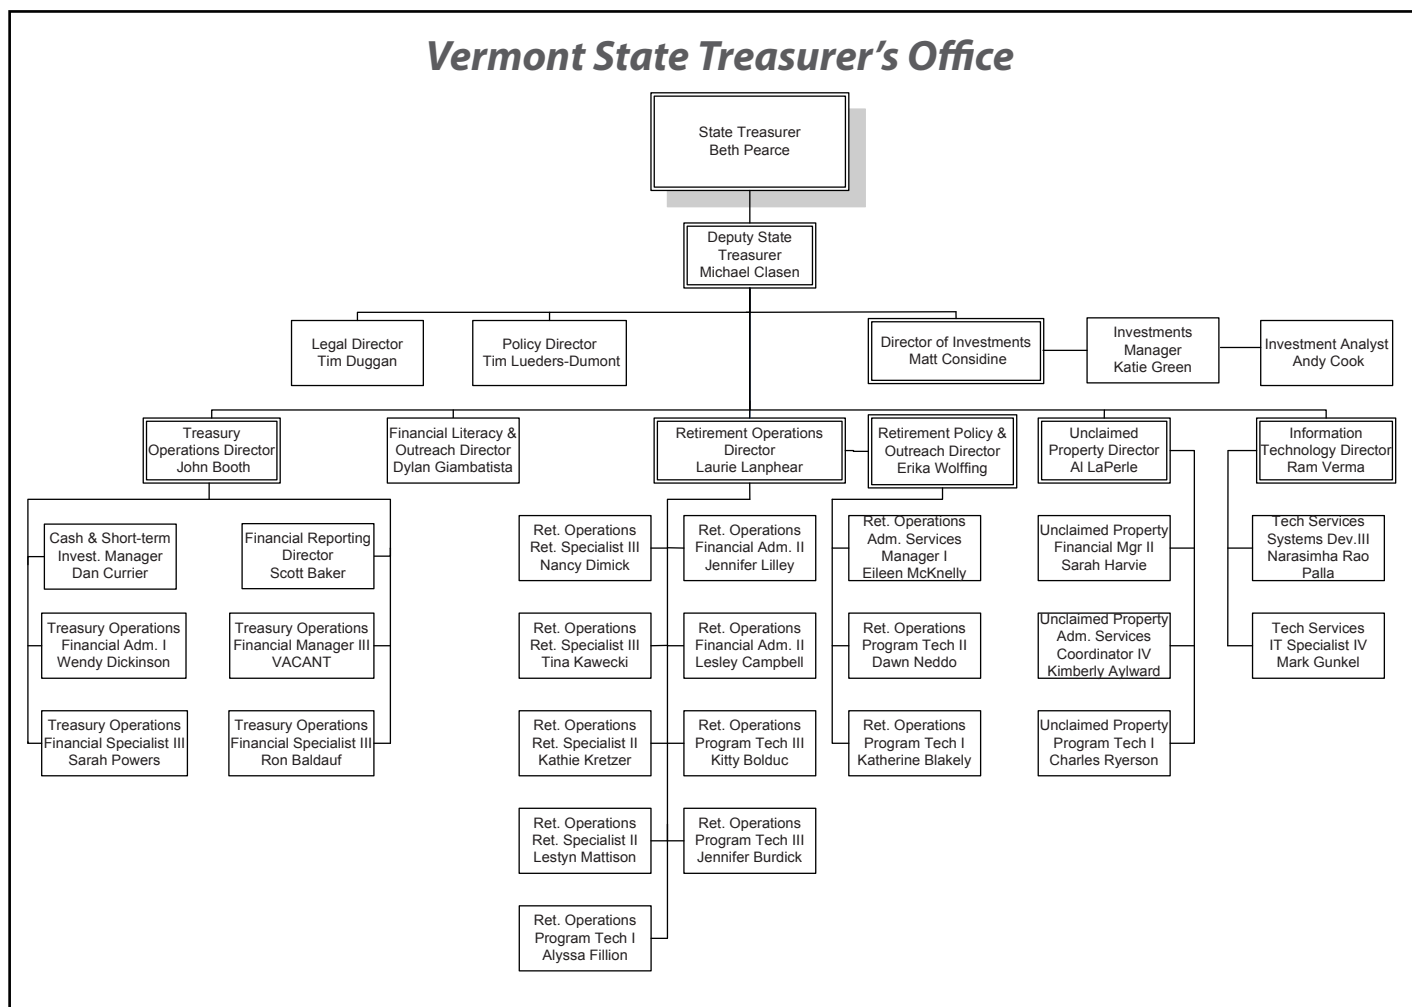 Vermont State Treasurer's Office
State Treasurer
Beth Pearce
Deputy State
Treasurer
Michael Clasen
Legal Director
Tim Duggan
Policy Director
Tim Lueders-Dumont
Director of Investments
Matt Considine
Investments
Manager
Katie Green
Investment Analyst
Andy Cook
Treasury
Operations Director
John Booth
Financial Literacy &
Outreach Director
Dylan Giambatista
Retirement Operations
Director
Laurie Lanphear
Retirement Policy &
Outreach Director
Erika Wolffing
Unclaimed
Property Director
Al LaPerle
Information
Technology Director
Ram Verma
Cash & Short-term
Invest. Manager
Dan Currier
Financial Reporting
Director
Scott Baker
Ret. Operations
Ret. Specialist III
Nancy Dimick
Ret. Operations
Financial Adm. II
Jennifer Lilley
Ret. Operations
Adm. Services
Manager I
Eileen McKnelly
Unclaimed Property
Financial Mgr II
Sarah Harvie
Tech Services
Systems Dev.III
Narasimha Rao
Palla
Treasury Operations
Financial Adm. I
Wendy Dickinson
Treasury Operations
Financial Manager III
VACANT
Ret. Operations
Ret. Specialist III
Tina Kawecki
Ret. Operations
Financial Adm. II
Lesley Campbell
Ret. Operations
Program Tech II
Dawn Neddo
Unclaimed Property
Adm. Services
Coordinator IV
Kimberly Aylward
Tech Services
IT Specialist IV
Mark Gunkel
Treasury Operations
Financial Specialist III
Sarah Powers
Treasury Operations
Financial Specialist III
Ron Baldauf
Ret. Operations
Ret. Specialist II
Kathie Kretzer
Ret. Operations
Program Tech III
Kitty Bolduc
Ret. Operations
Program Tech I
Katherine Blakely
Unclaimed Property
Program Tech I
Charles Ryerson
Ret. Operations
Ret. Specialist II
Lestyn Mattison
Ret. Operations
Program Tech III
Jennifer Burdick
Ret. Operations
Program Tech I
Alyssa Fillion